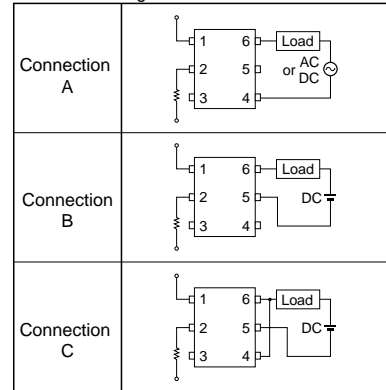 Connection
A
1 6 Load
2 5 or AC
DC
3 4
Connection
B
1 6 Load
2 5 DC
3 4
Connection
C
1 6 Load
2 5 DC
3 4